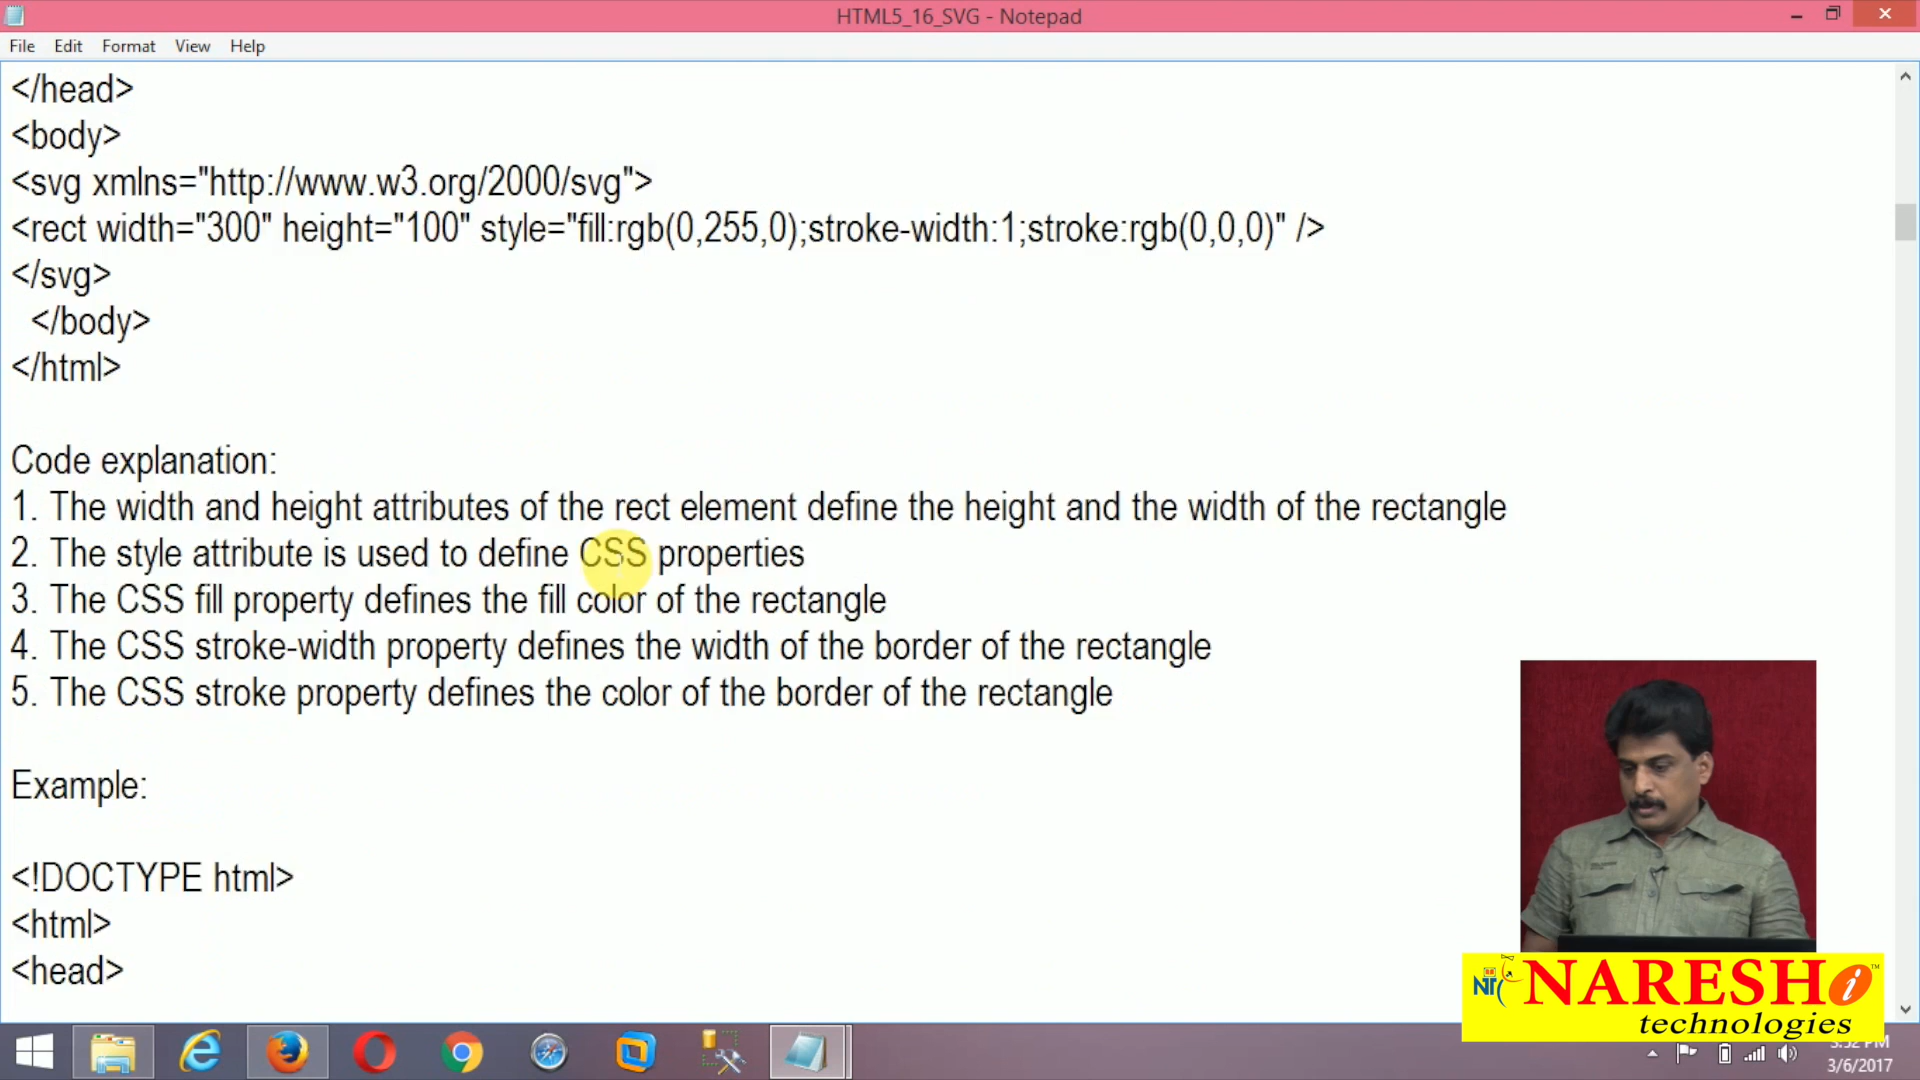 HTML5_16_SVG - Notepad
File Edit Format View Help
</head>
<body>
<svg xmlns="http://www.w3.org/2000/svg">
<rect width="300" height="100" style="fill:rgb(0,255,0);stroke-width:1;stroke:rgb(0,0,0)" />
</svg>
</body>
</html>
Code explanation:
1. The width and height attributes of the rect element define the height and the width of the rectangle
2. The style attribute is used to define CSS properties
3. The CSS fill property defines the fill color of the rectangle
4. The CSS stroke-width property defines the width of the border of the rectangle
5. The CSS stroke property defines the color of the border of the rectangle
Example:
<!DOCTYPE html>
<html>
<head>
NARESH i
technologies
3/6/2017